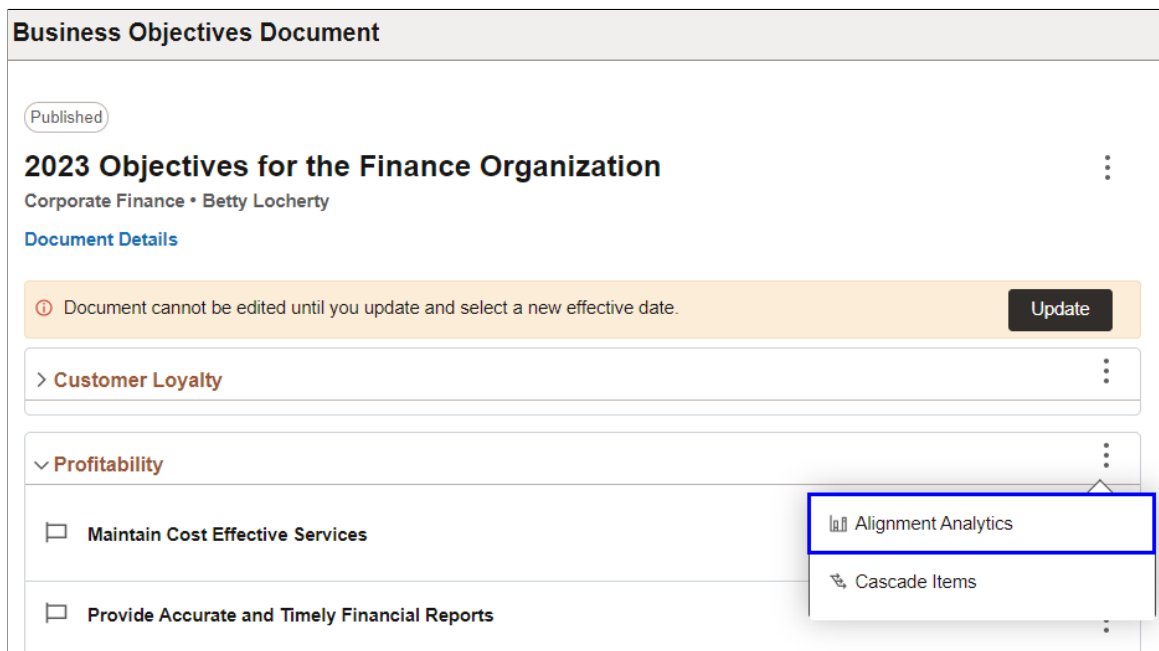 Business Objectives Document
Published
2023 Objectives for the Finance Organization
Corporate Finance • Betty Locherty
Document Details
Document cannot be edited until you update and select a new effective date.
Update
Customer Loyalty
Profitability
Maintain Cost Effective Services
Alignment Analytics
Cascade Items
Provide Accurate and Timely Financial Reports